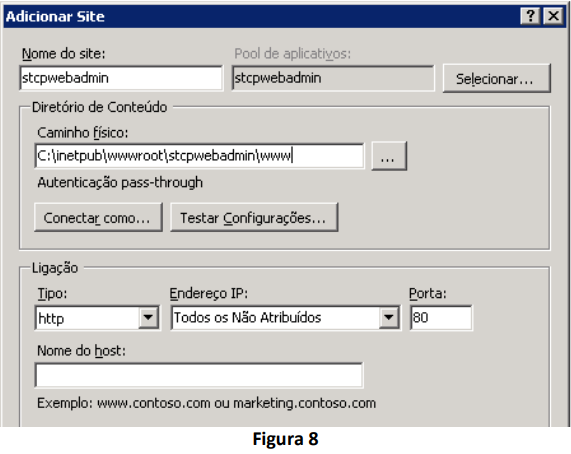 Adicionar Site
Nome do site:
Pool de aplicativos:
stcpwebadmin
stcpwebadmin
Selecionar...
Diretório de Conteúdo
Caminho físico:
C:\inetpub\wwwroot\stcpwebadmin\www
...
Autenticação pass-through
Conectar como...
Testar Configurações...
Ligação
Tipo:
Endereço IP:
Porta:
http
Todos os Não Atribuídos
80
Nome do host:
Exemplo: www.contoso.com ou marketing.contoso.com
Figura 8